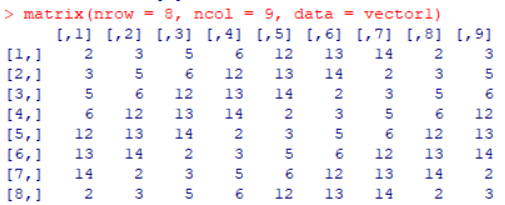 > matrix(nrow = 8, ncol = 9, data = vector1)
[,1] [,2] [,3] [,4] [,5] [,6] [,7] [,8] [,9]
[1,] 2 3 5 6 12 13 14 2 3
[2,] 3 5 6 12 13 14 2 3 5
[3,] 5 6 12 13 14 2 3 5 6
[4,] 6 12 13 14 2 3 5 6 12
[5,] 12 13 14 2 3 5 6 12 13
[6,] 13 14 2 3 5 6 12 13 14
[7,] 14 2 3 5 6 12 13 14 2
[8,] 2 3 5 6 12 13 14 2 3